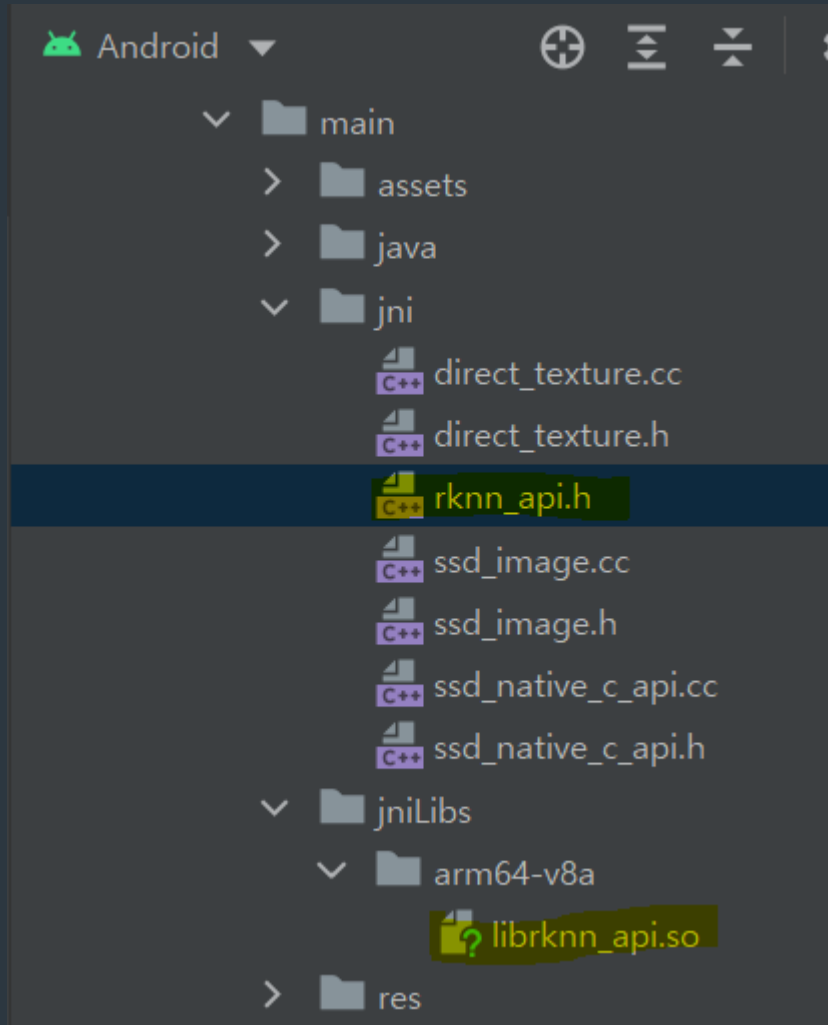 Android
main
assets
java
jni
C++ direct_texture.cc
C++ direct_texture.h
C++ rknn_api.h
C++ ssd_image.cc
C++ ssd_image.h
C++ ssd_native_c_api.cc
C++ ssd_native_c_api.h
jniLibs
arm64-v8a
? librknn_api.so
res